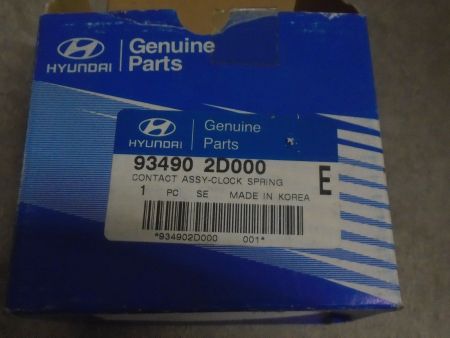 HYUNDAI
Genuine
Parts
HYUNDAI
Genuine
Parts
93490 2D000
CONTACT ASSY-CLOCK SPRING
1 PC SE MADE IN KOREA
E
*934902D000 001*